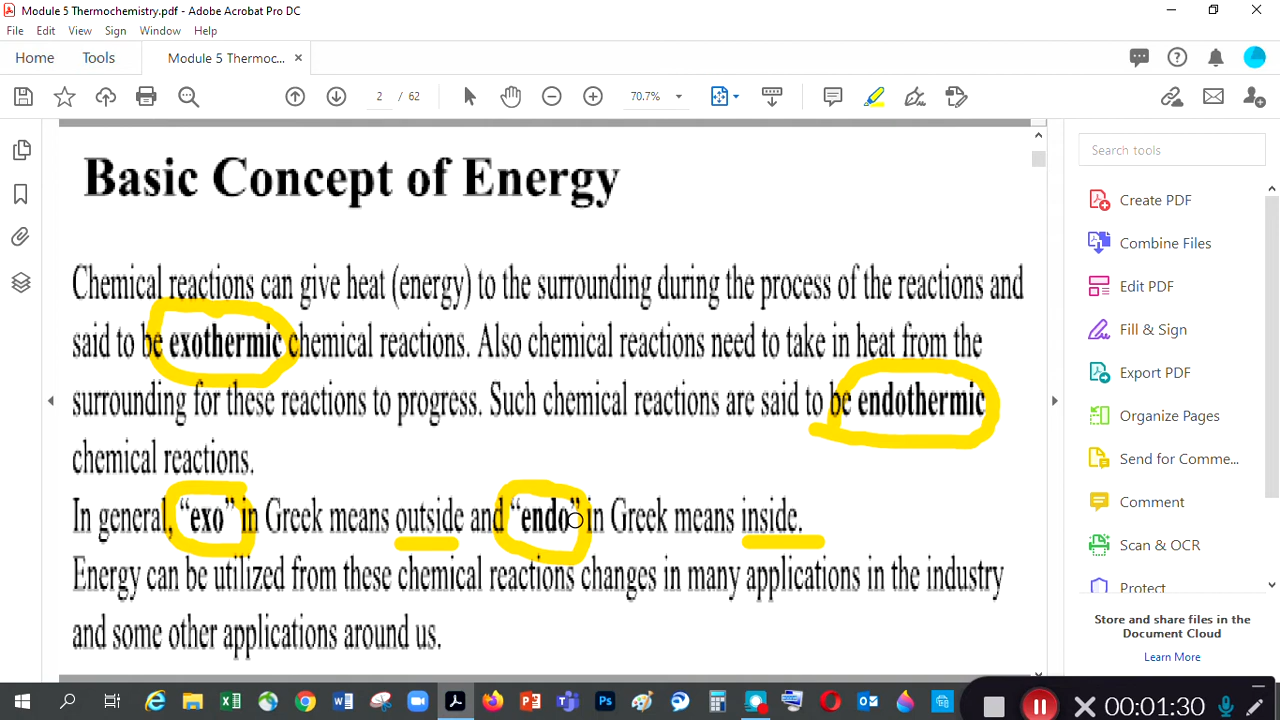 Module 5 Thermochemistry.pdf - Adobe Acrobat Pro DC
File Edit View Sign Window Help
Home Tools Module 5 Thermoc... ×
2 / 62 70.7%
Basic Concept of Energy
Chemical reactions can give heat (energy) to the surrounding during the process of the reactions and
said to be exothermic chemical reactions. Also chemical reactions need to take in heat from the
surrounding for these reactions to progress. Such chemical reactions are said to be endothermic
chemical reactions.
In general, “exo” in Greek means outside and “endo” in Greek means inside.
Energy can be utilized from these chemical reactions changes in many applications in the industry
and some other applications around us.
Search tools
Create PDF
Combine Files
Edit PDF
Fill & Sign
Export PDF
Organize Pages
Send for Comme...
Comment
Scan & OCR
Protect
Store and share files in the
Document Cloud
Learn More
00:01:30